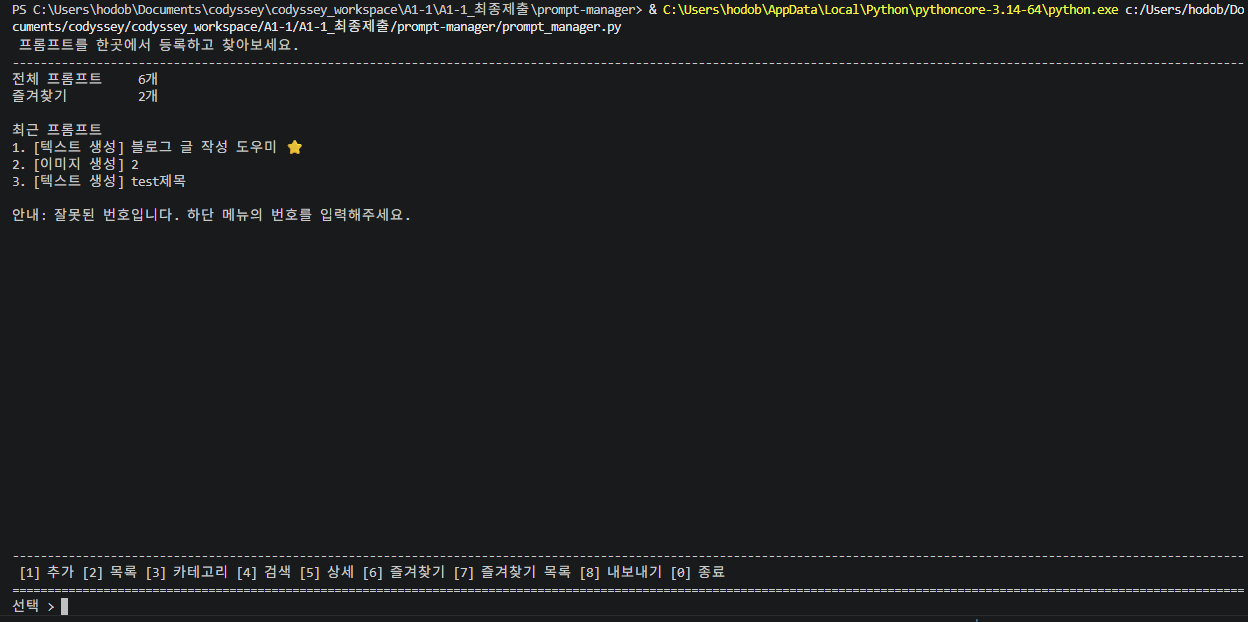 PS C:\Users\hodob\Documents\codyssey\codyssey_workspace\A1-1\A1-1_최종제출\prompt-manager> & C:\Users\hodob\AppData\Local\Python\pythoncore-3.14-64\python.exe c:/Users/hodob/Do
cuments/codyssey/codyssey_workspace/A1-1/A1-1_최종제출/prompt-manager/prompt_manager.py
프롬프트를 한곳에서 등록하고 찾아보세요.
전체 프롬프트 6개
즐겨찾기 2개
최근 프롬프트
1. [텍스트 생성] 블로그 글 작성 도우미 ⭐
2. [이미지 생성] 2
3. [텍스트 생성] test제목
안내: 잘못된 번호입니다. 하단 메뉴의 번호를 입력해주세요.
[1] 추가 [2] 목록 [3] 카테고리 [4] 검색 [5] 상세 [6] 즐겨찾기 [7] 즐겨찾기 목록 [8] 내보내기 [0] 종료
선택 >